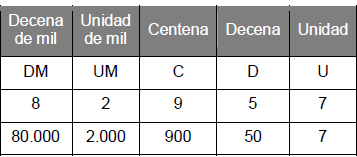 Decena de mil Unidad de mil Centena Decena Unidad
DM UM C D U
8 2 9 5 7
80.000 2.000 900 50 7